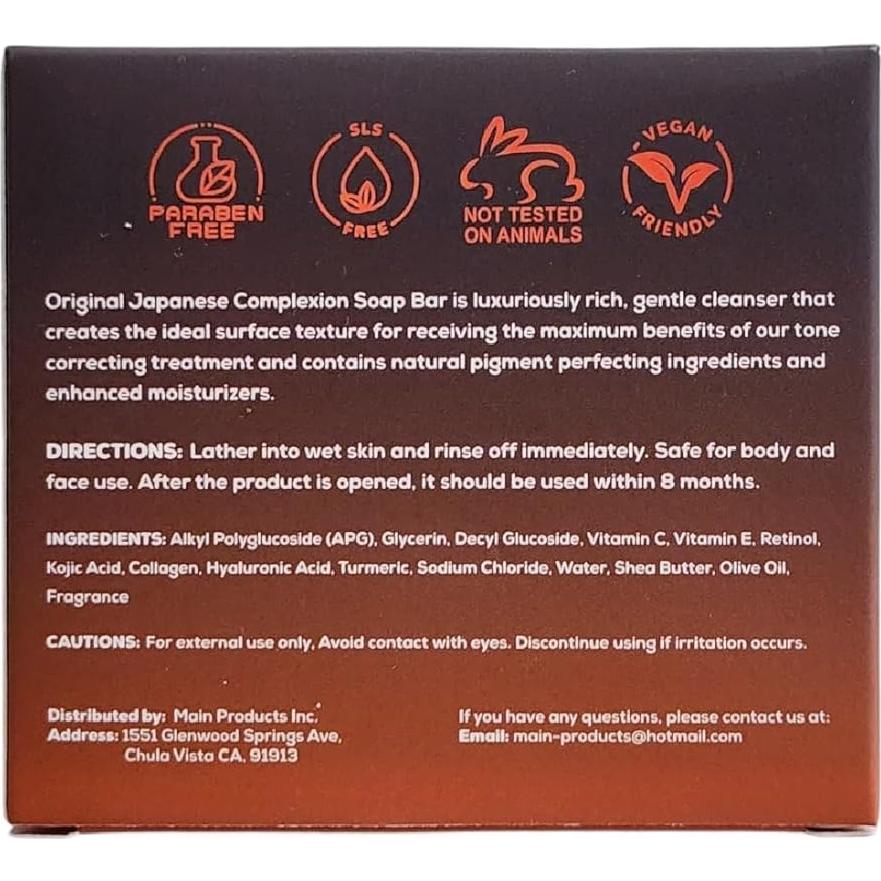 PARABEN
FREE
SLS
FREE
NOT TESTED
ON ANIMALS
VEGAN
FRIENDLY
Original Japanese Complexion Soap Bar is luxuriously rich, gentle cleanser that
creates the ideal surface texture for receiving the maximum benefits of our tone
correcting treatment and contains natural pigment perfecting ingredients and
enhanced moisturizers.
DIRECTIONS: Lather into wet skin and rinse off immediately. Safe for body and
face use. After the product is opened, it should be used within 8 months.
INGREDIENTS: Alkyl Polyglucoside (APG), Glycerin, Decyl Glucoside, Vitamin C, Vitamin E, Retinol,
Kojic Acid, Collagen, Hyaluronic Acid, Turmeric, Sodium Chloride, Water, Shea Butter, Olive Oil,
Fragrance
CAUTIONS: For external use only, Avoid contact with eyes. Discontinue using if irritation occurs.
Distributed by: Main Products Inc.
Address: 1551 Glenwood Springs Ave,
Chula Vista CA, 91913
If you have any questions, please contact us at:
Email: main-products@hotmail.com